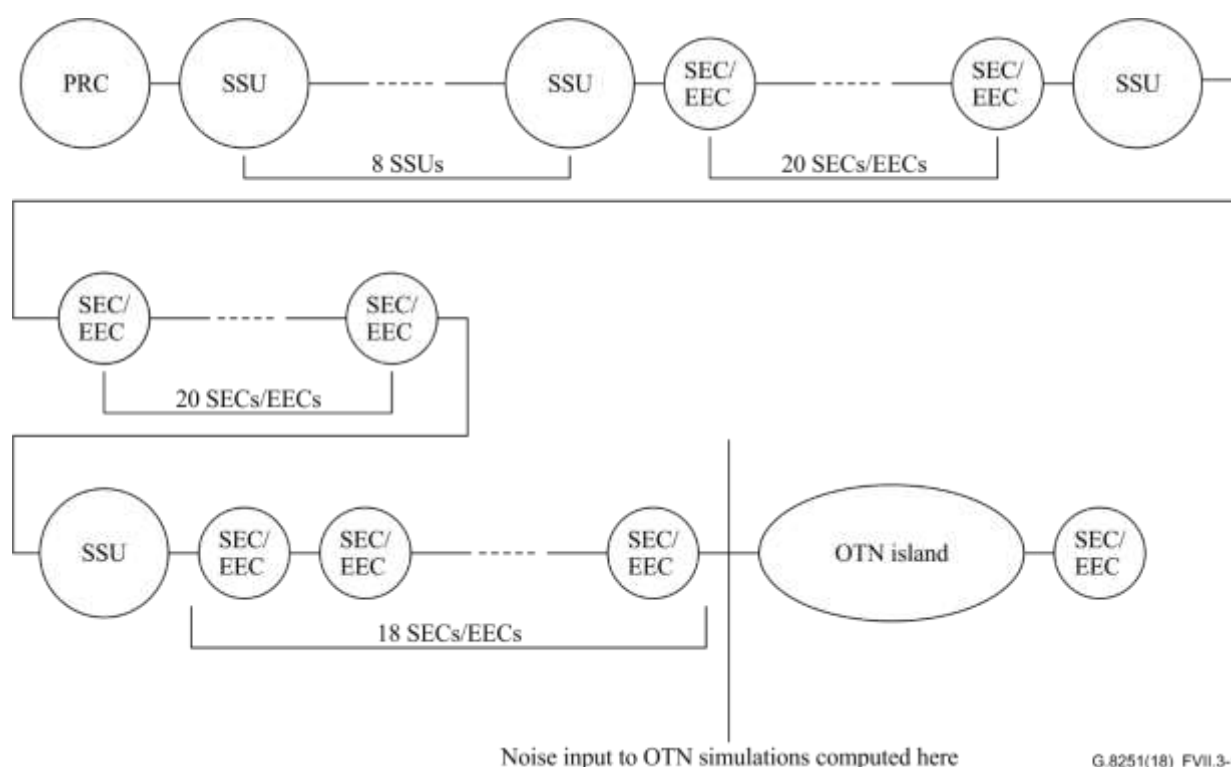 PRC
SSU
SSU
SEC/
EEC
SEC/
EEC
SSU
8 SSUs
20 SECs/EECs
SEC/
EEC
SEC/
EEC
20 SECs/EECs
SSU
SEC/
EEC
SEC/
EEC
SEC/
EEC
OTN island
SEC/
EEC
18 SECs/EECs
Noise input to OTN simulations computed here